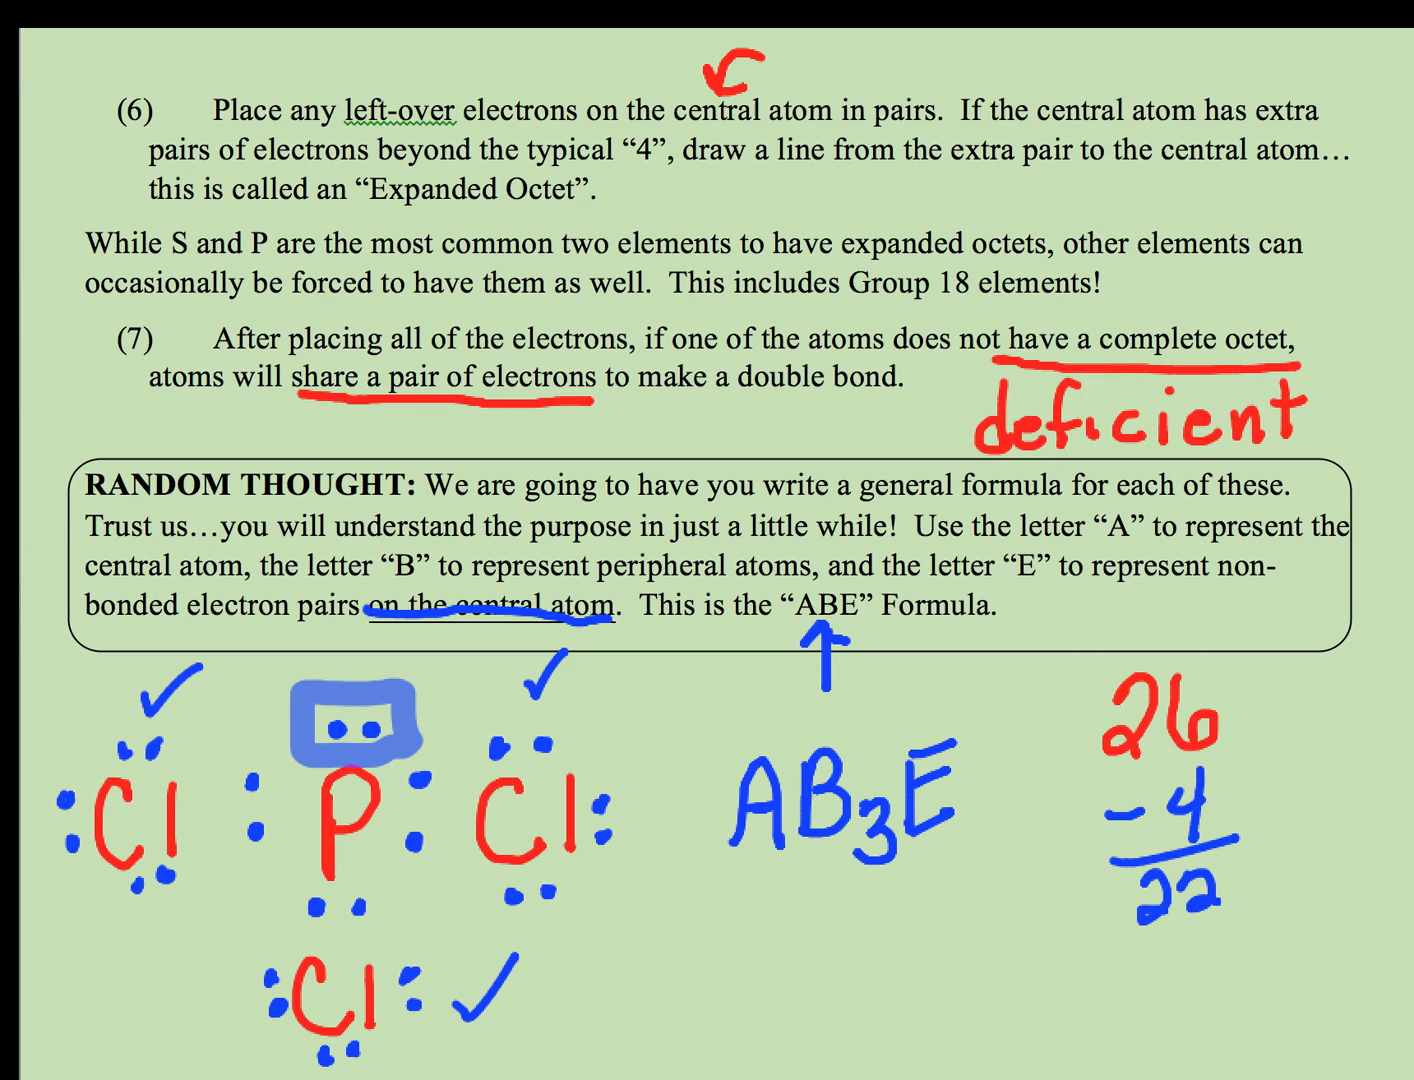 (6) Place any left-over electrons on the central atom in pairs. If the central atom has extra
pairs of electrons beyond the typical “4”, draw a line from the extra pair to the central atom…
this is called an “Expanded Octet”.
While S and P are the most common two elements to have expanded octets, other elements can
occasionally be forced to have them as well. This includes Group 18 elements!
(7) After placing all of the electrons, if one of the atoms does not have a complete octet,
atoms will share a pair of electrons to make a double bond.
deficient
RANDOM THOUGHT: We are going to have you write a general formula for each of these.
Trust us…you will understand the purpose in just a little while! Use the letter “A” to represent the
central atom, the letter “B” to represent peripheral atoms, and the letter “E” to represent non-
bonded electron pairs on the central atom. This is the “ABE” Formula.
26
Cl P Cl AB3E -4
22
Cl